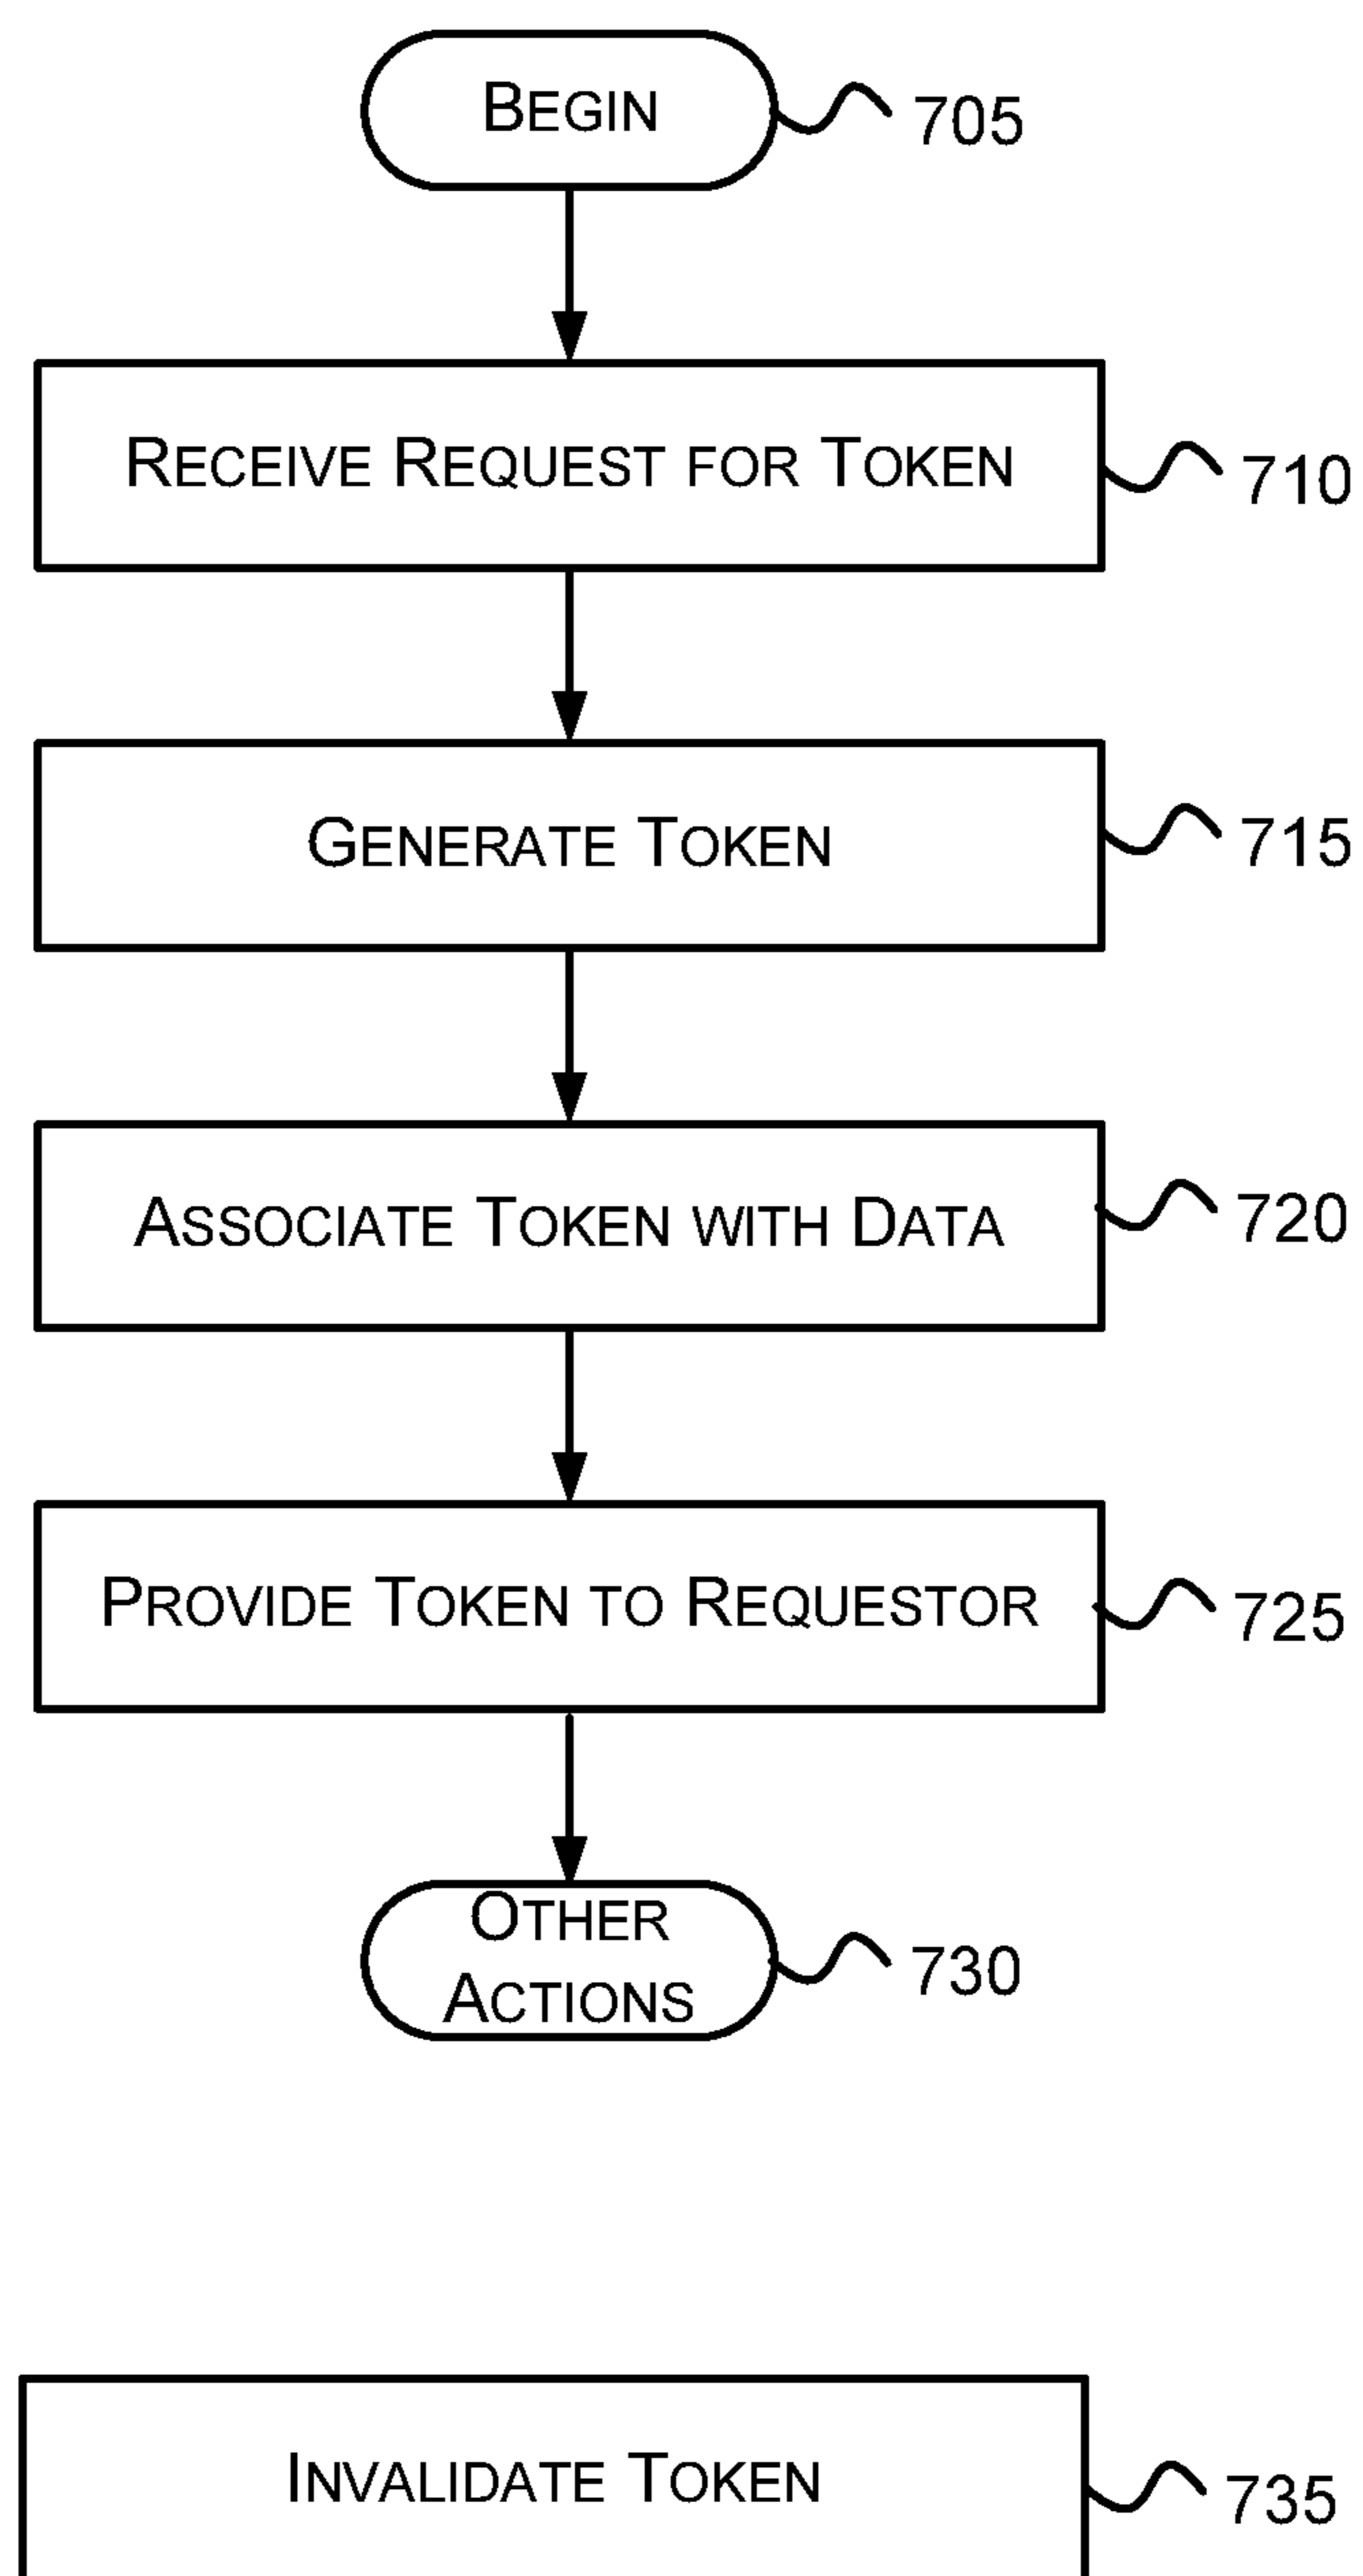 BEGIN
705
RECEIVE REQUEST FOR TOKEN
710
GENERATE TOKEN
715
ASSOCIATE TOKEN WITH DATA
720
PROVIDE TOKEN TO REQUESTOR
725
OTHER
ACTIONS
730
INVALIDATE TOKEN
735